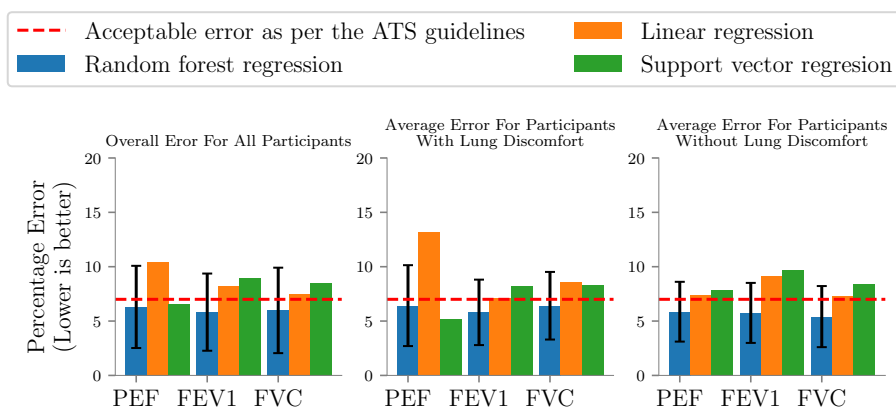 Acceptable error as per the ATS guidelines
Random forest regression
Linear regression
Support vector regresion
Percentage Error
(Lower is better)
Overall Eror For All Participants
20
15
10
5
0
PEF FEV1 FVC
Average Error For Participants
With Lung Discomfort
20
15
10
5
0
PEF FEV1 FVC
Average Error For Participants
Without Lung Discomfort
20
15
10
5
0
PEF FEV1 FVC